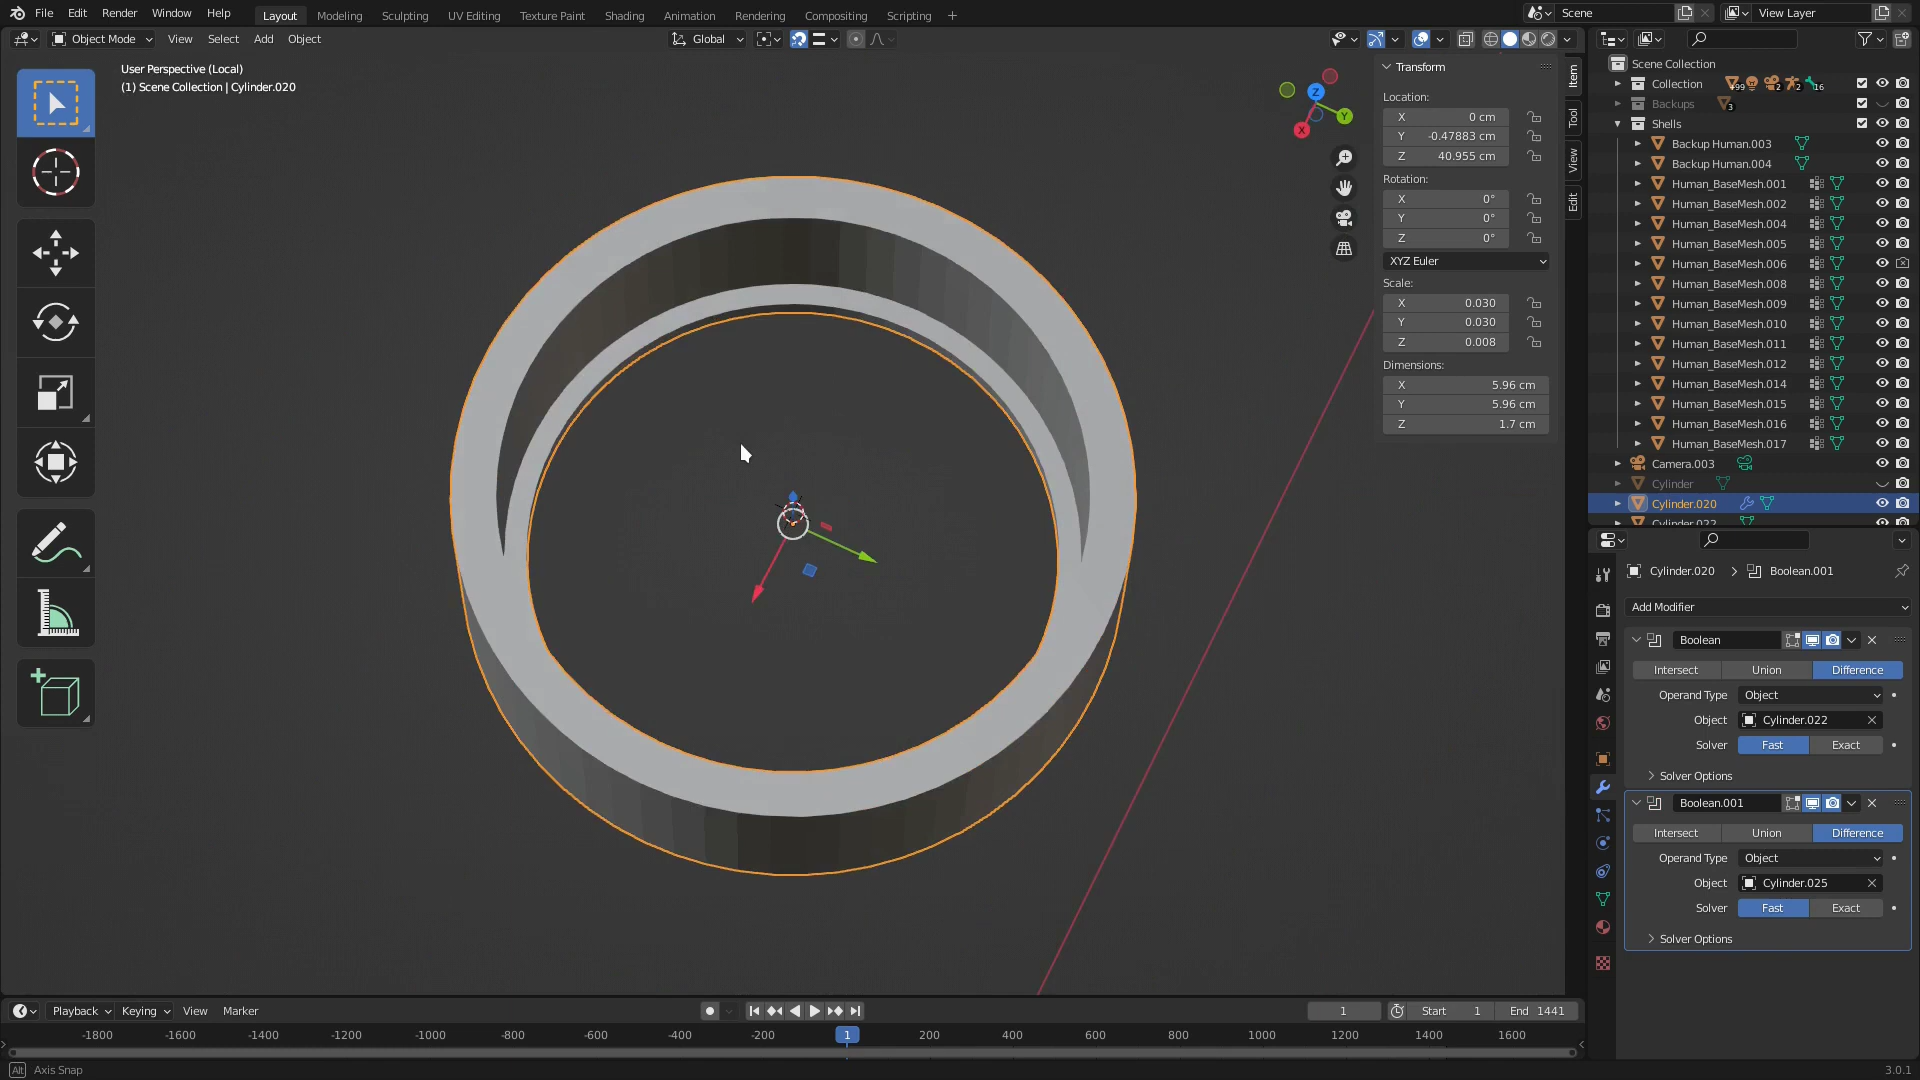 File Edit Render Window Help Layout Modeling Sculpting UV Editing Texture Paint Shading Animation Rendering Compositing Scripting + Scene View Layer
Object Mode View Select Add Object Global
User Perspective (Local)
(1) Scene Collection | Cylinder.020
Transform
Location:
X 0 cm
Y -0.47883 cm
Z 40.955 cm
Rotation:
X 0°
Y 0°
Z 0°
XYZ Euler
Scale:
X 0.030
Y 0.030
Z 0.008
Dimensions:
X 5.96 cm
Y 5.96 cm
Z 1.7 cm
Item
Tool
View
Edit
Z
Y
X
Scene Collection
Collection +99 2 2 16
Backups 3
Shells
Backup Human.003
Backup Human.004
Human_BaseMesh.001
Human_BaseMesh.002
Human_BaseMesh.004
Human_BaseMesh.005
Human_BaseMesh.006
Human_BaseMesh.008
Human_BaseMesh.009
Human_BaseMesh.010
Human_BaseMesh.011
Human_BaseMesh.012
Human_BaseMesh.014
Human_BaseMesh.015
Human_BaseMesh.016
Human_BaseMesh.017
Camera.003
Cylinder
Cylinder.020
Cylinder.022
Cylinder.020 > Boolean.001
Add Modifier
Boolean
Intersect Union Difference
Operand Type Object
Object Cylinder.022
Solver Fast Exact
Solver Options
Boolean.001
Intersect Union Difference
Operand Type Object
Object Cylinder.025
Solver Fast Exact
Solver Options
Playback Keying View Marker 1 Start 1 End 1441
-1800 -1600 -1400 -1200 -1000 -800 -600 -400 -200 1 200 400 600 800 1000 1200 1400 1600
Alt Axis Snap 3.0.1